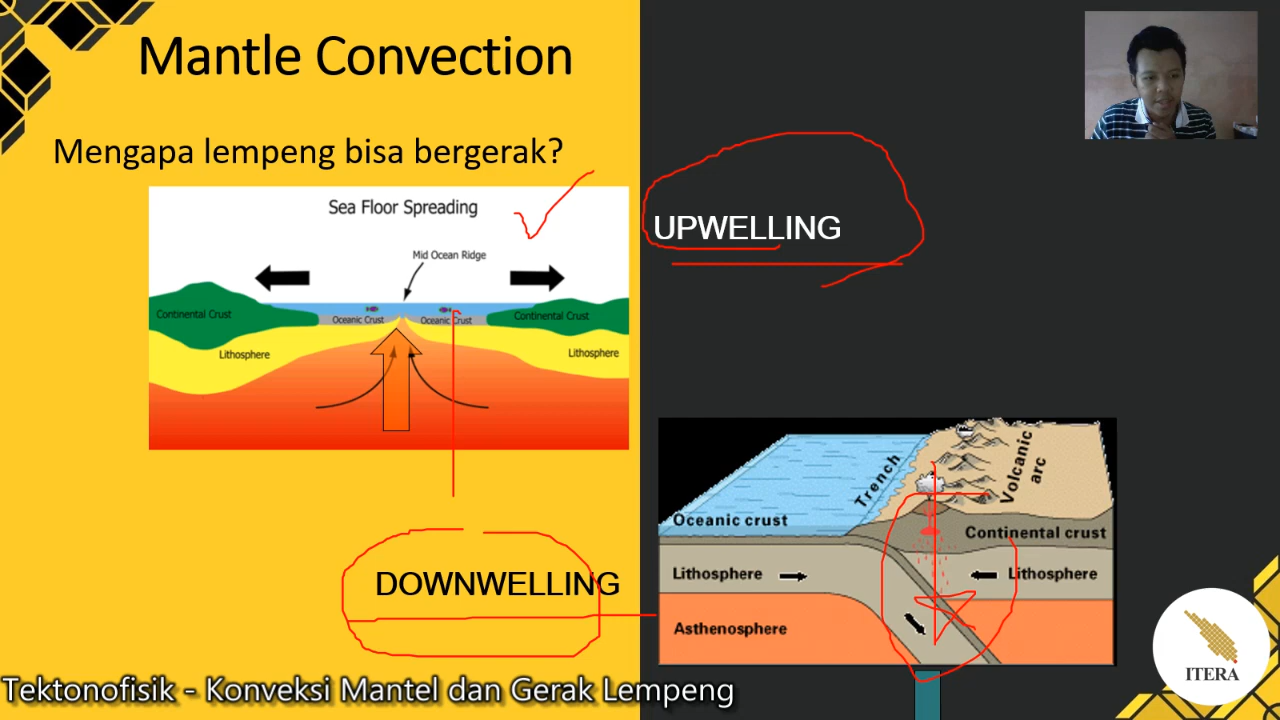 Mantle Convection
Mengapa lempeng bisa bergerak?
Sea Floor Spreading
Mid Ocean Ridge
Continental Crust
Oceanic Crust
Oceanic Crust
Continental Crust
Lithosphere
Lithosphere
UPWELLING
DOWNWELLING
Trench
Volcanic
arc
Oceanic crust
Continental crust
Lithosphere
Lithosphere
Asthenosphere
ITERA
Tektonofisik - Konveksi Mantel dan Gerak Lempeng